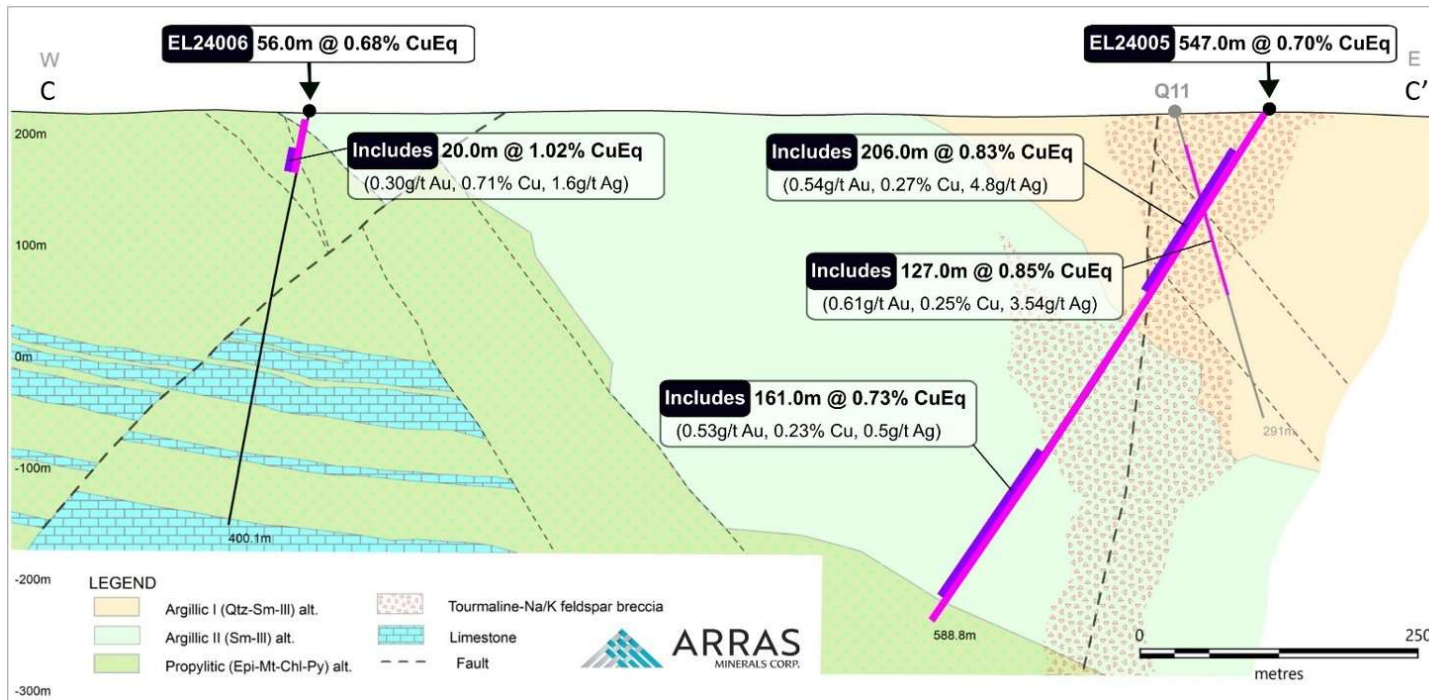 EL24006 56.0m @ 0.68% CuEq
EL24005 547.0m @ 0.70% CuEq
W
E
C
C'
Q11
200m
Includes 20.0m @ 1.02% CuEq
(0.30g/t Au, 0.71% Cu, 1.6g/t Ag)
Includes 206.0m @ 0.83% CuEq
(0.54g/t Au, 0.27% Cu, 4.8g/t Ag)
100m
Includes 127.0m @ 0.85% CuEq
(0.61g/t Au, 0.25% Cu, 3.54g/t Ag)
0m
Includes 161.0m @ 0.73% CuEq
(0.53g/t Au, 0.23% Cu, 0.5g/t Ag)
291m
-100m
400.1m
-200m
588.8m
LEGEND
Argillic I (Qtz-Sm-Ill) alt.
Argillic II (Sm-Ill) alt.
Propylitic (Epi-Mt-Chl-Py) alt.
Tourmaline-Na/K feldspar breccia
Limestone
Fault
ARRAS
MINERALS CORP.
0
250
metres
-300m